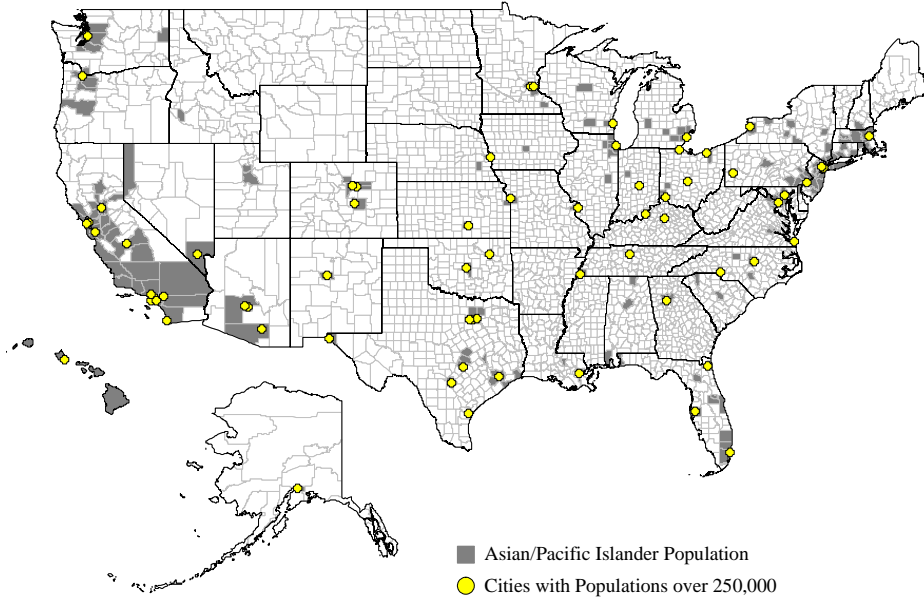 Asian/Pacific Islander Population
Cities with Populations over 250,000